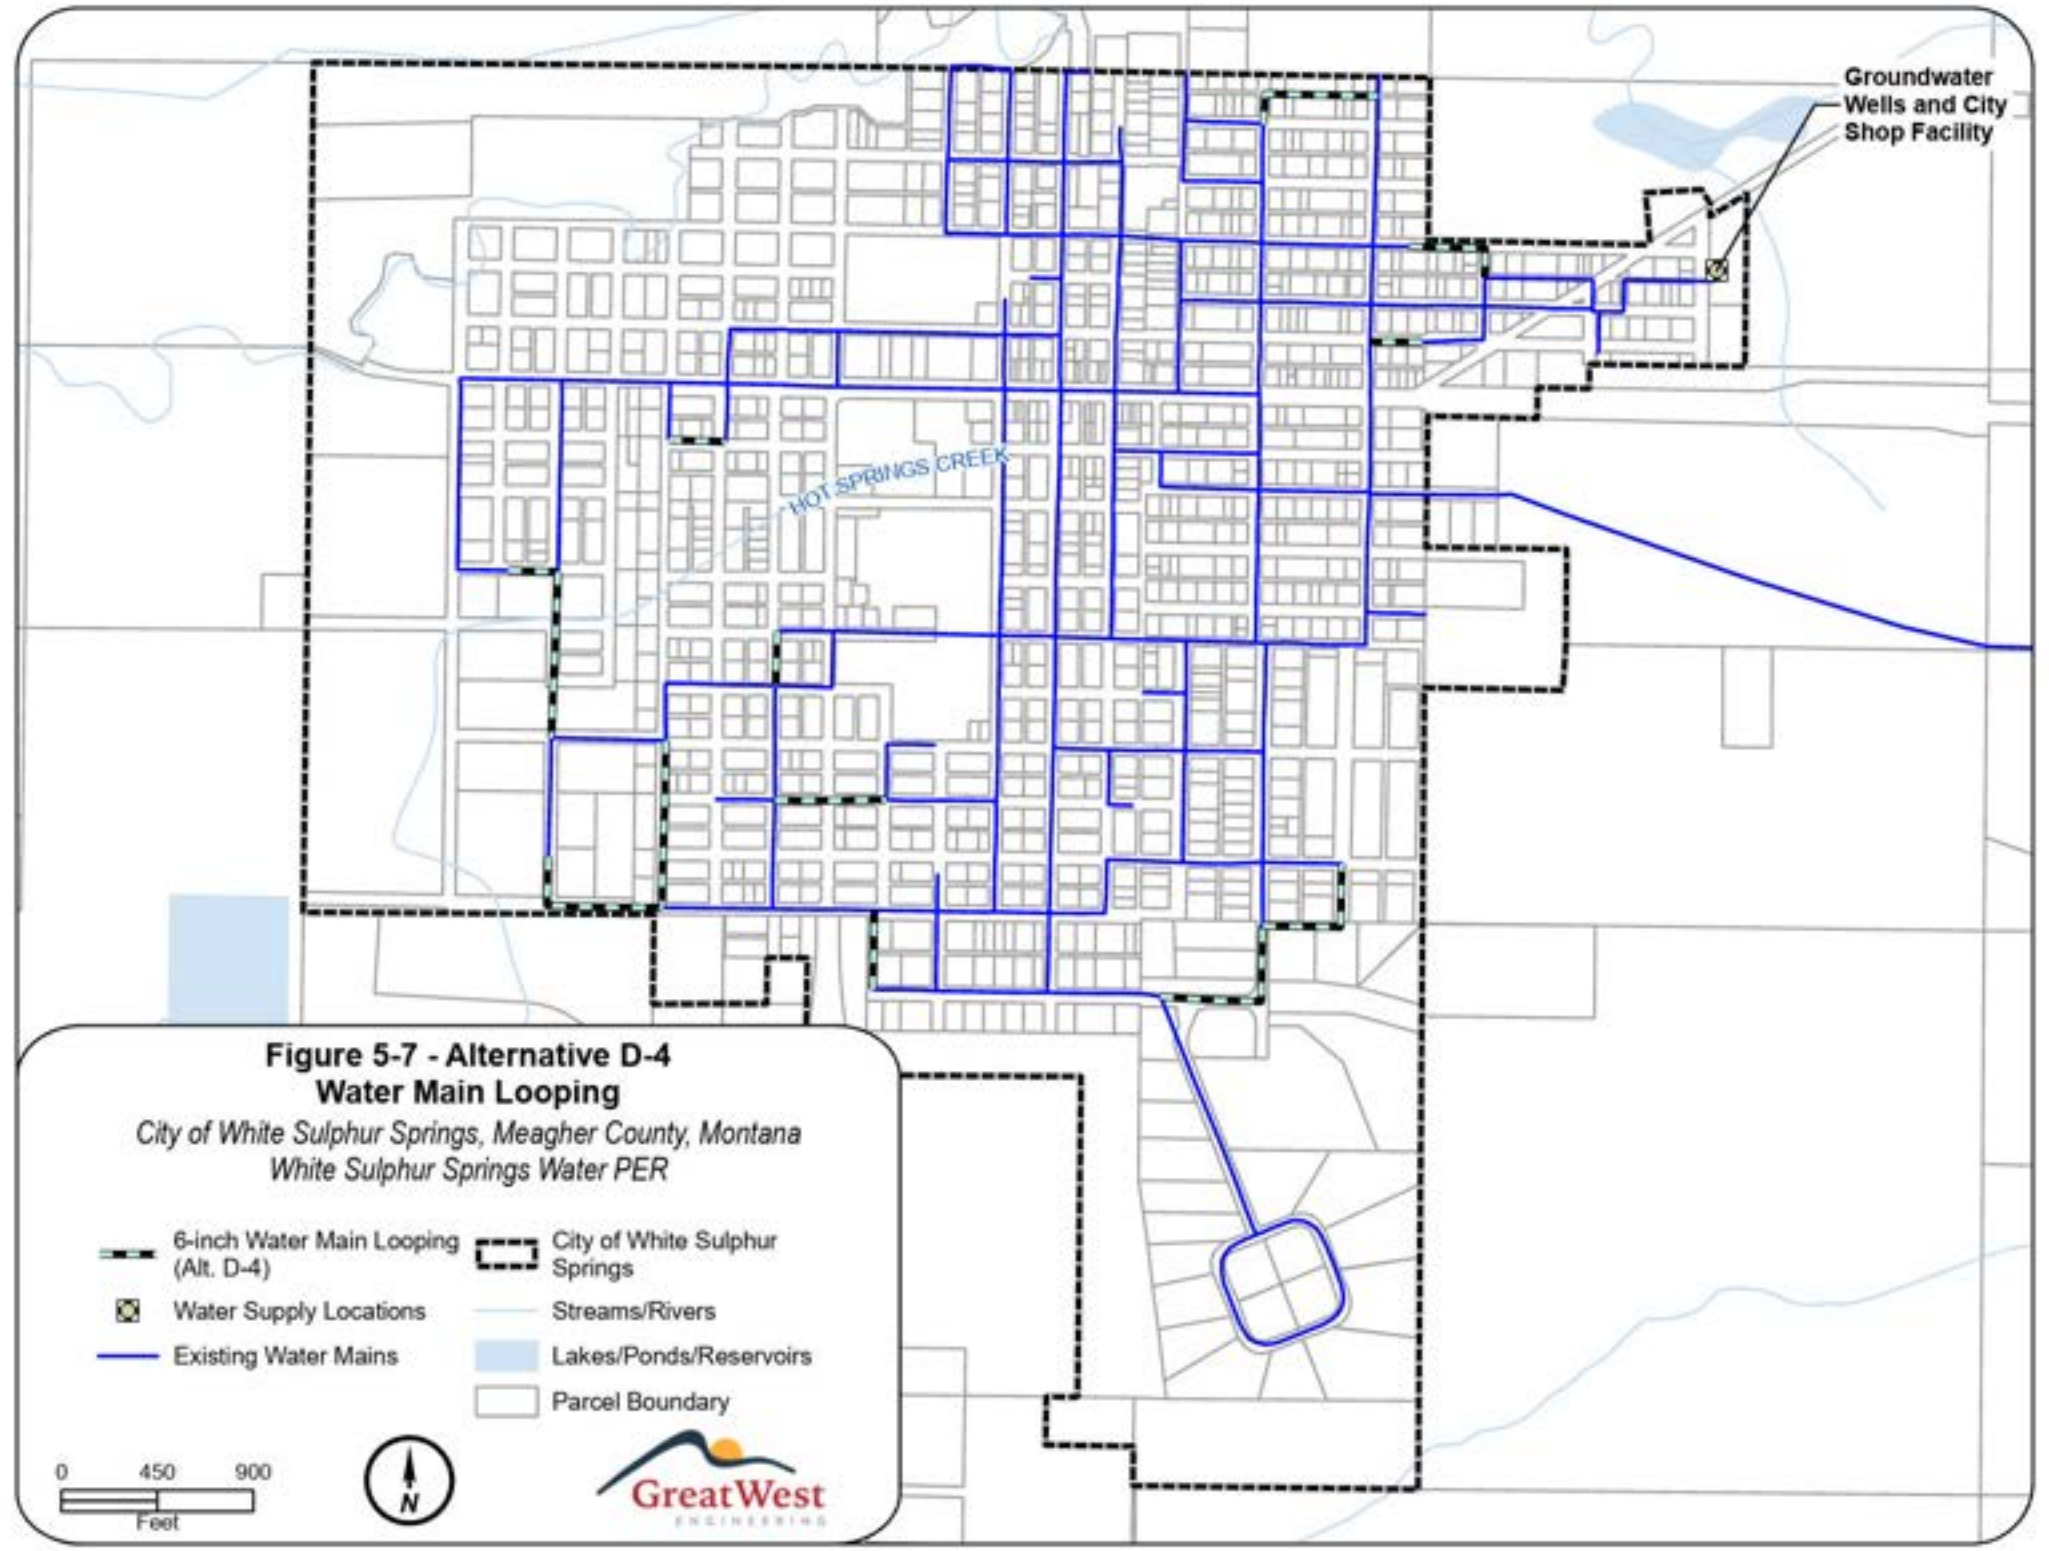 Groundwater
Wells and City
Shop Facility
HOT SPRINGS CREEK
Figure 5-7 - Alternative D-4
Water Main Looping
City of White Sulphur Springs, Meagher County, Montana
White Sulphur Springs Water PER
6-inch Water Main Looping
(Alt. D-4)
Water Supply Locations
Existing Water Mains
City of White Sulphur
Springs
Streams/Rivers
Lakes/Ponds/Reservoirs
Parcel Boundary
0 450 900
Feet
N
Great West
ENGINEERING